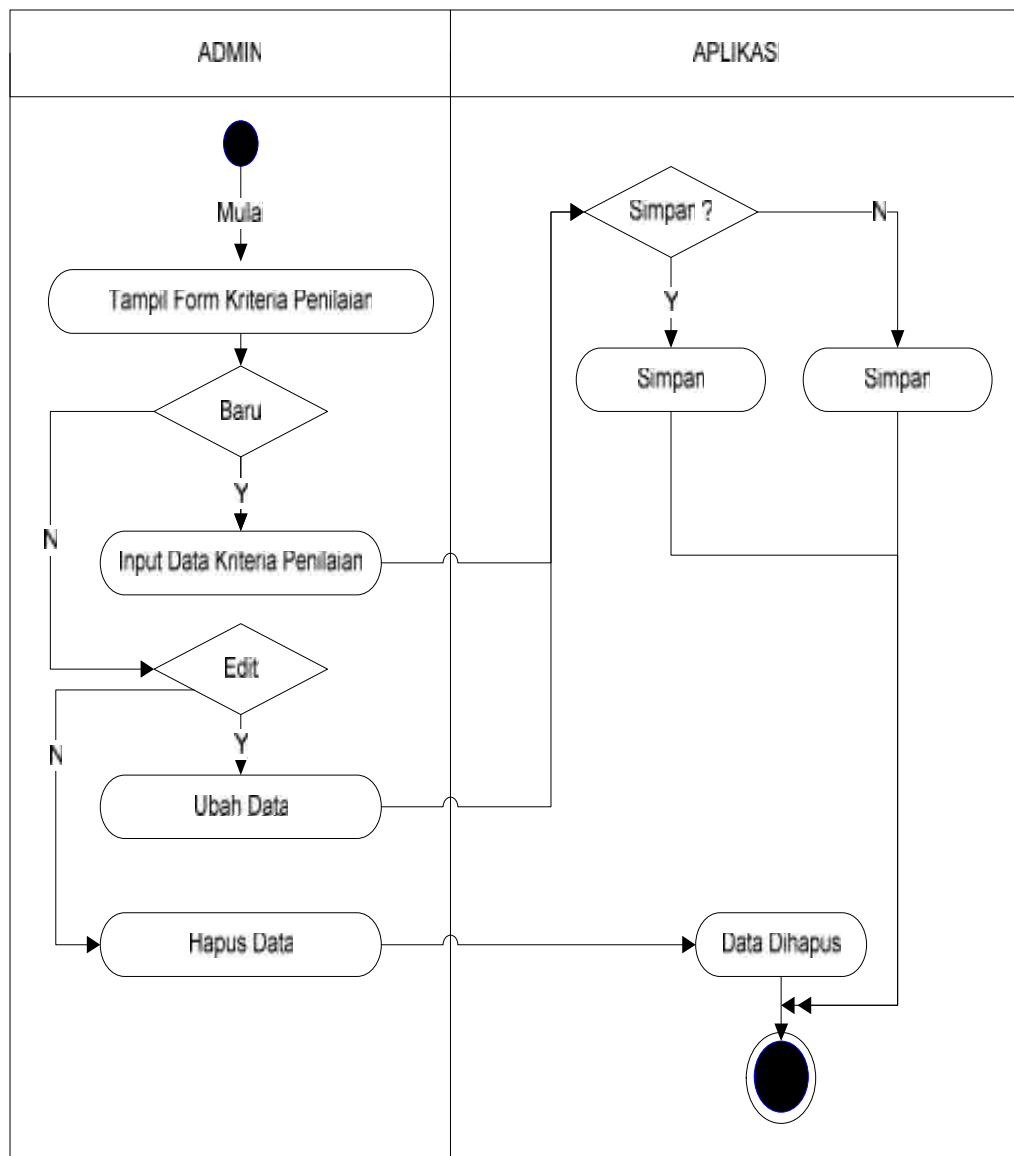 ADMIN
APLIKASI
Mulai
Tampil Form Kriteria Penilaian
Baru
Y
N
Input Data Kriteria Penilaian
Edit
Y
N
Ubah Data
Hapus Data
Simpan ?
N
Y
Simpan
Simpan
Data Dihapus